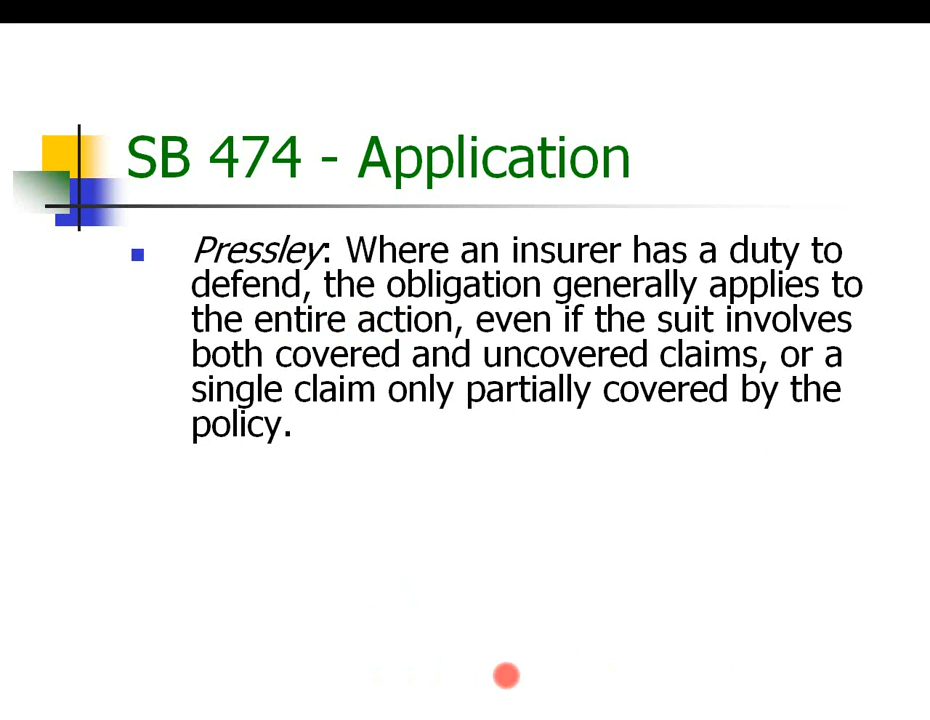 SB 474 - Application
Pressley: Where an insurer has a duty to
defend, the obligation generally applies to
the entire action, even if the suit involves
both covered and uncovered claims, or a
single claim only partially covered by the
policy.